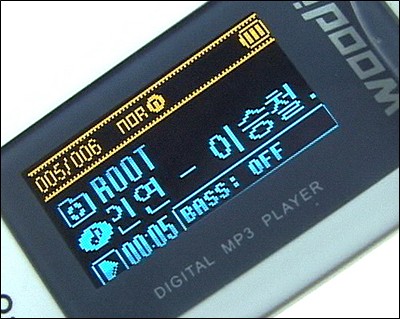 005/006 NOR
ROOT
인연 - 이승철.
00:05 BASS: OFF
DIGITAL MP3 PLAYER